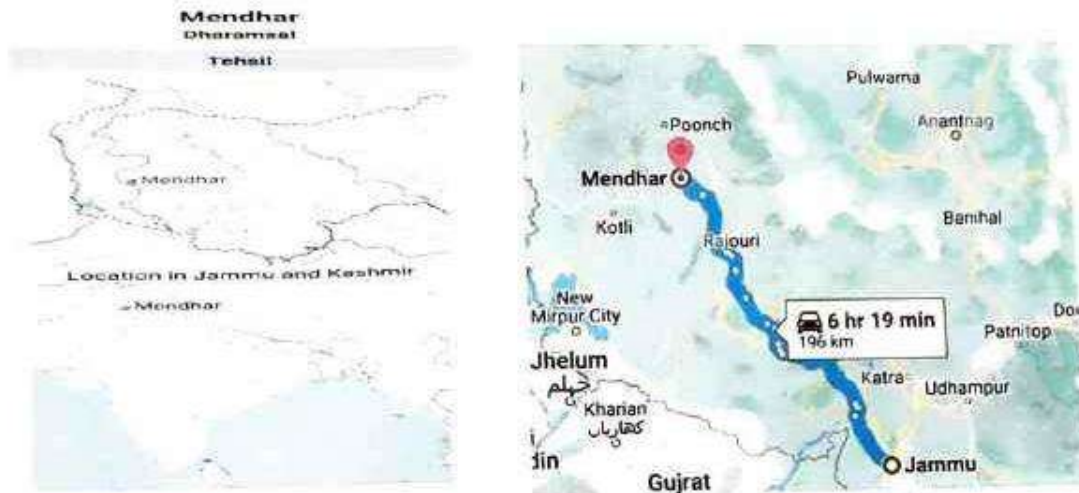 Mendhar
Dharamsal
Tehsil
Mendhar
Location in Jammu and Kashmir
Mendhar
Pulwama
Anantnag
Poonch
Mendhar
Kotli
Banihal
Rajouri
New
Mirpur City
6 hr 19 min
196 km
Patnitop
Jhelum
جہلم
Katra
Udhampur
Kharian
کھاریاں
Jammu
Gujrat